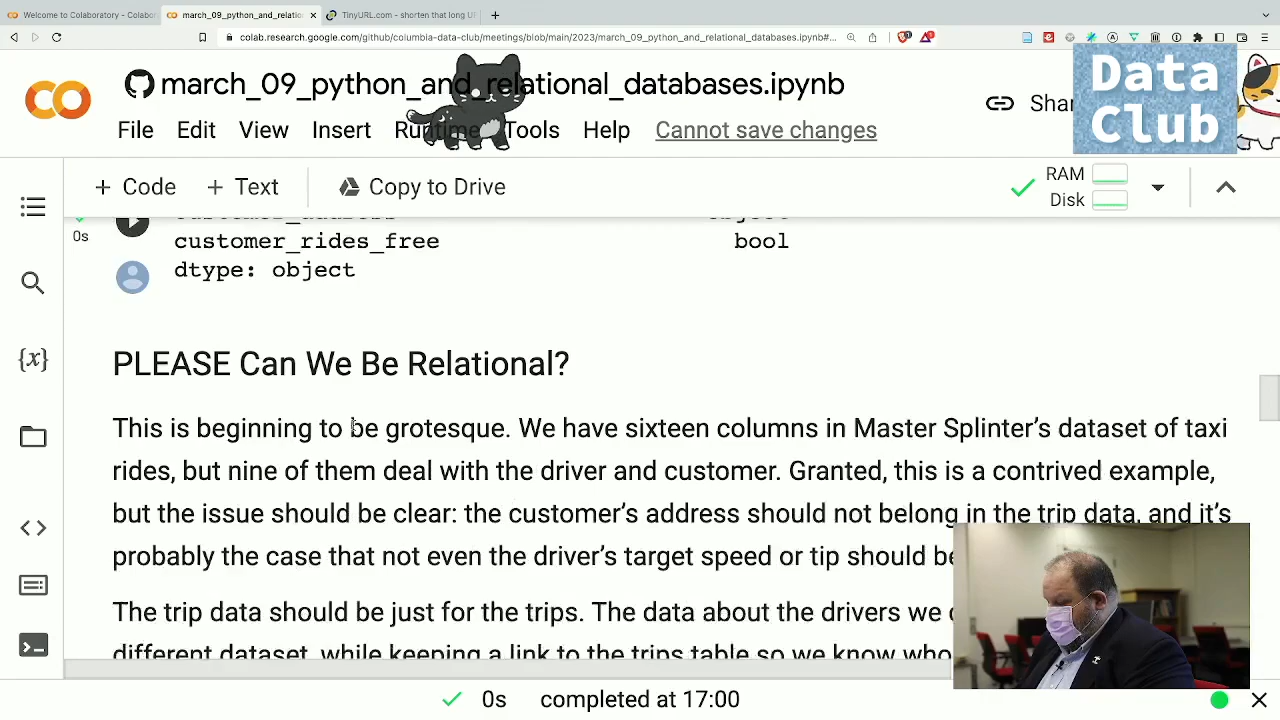 Welcome to Colaboratory - Colabor
march_09_python_and_relatio
TinyURL.com - shorten that long U
colab.research.google.com/github/columbia-data-club/meetings/blob/main/2023/march_09_python_and_relational_databases.ipynb#...
march_09_python_and_relational_databases.ipynb
Shar
Data
Club
File Edit View Insert Runtime Tools Help Cannot save changes
+ Code + Text Copy to Drive
RAM
Disk
0s
customer_address object
customer_rides_free bool
dtype: object
PLEASE Can We Be Relational?
This is beginning to be grotesque. We have sixteen columns in Master Splinter’s dataset of taxi
rides, but nine of them deal with the driver and customer. Granted, this is a contrived example,
but the issue should be clear: the customer’s address should not belong in the trip data, and it’s
probably the case that not even the driver’s target speed or tip should be
The trip data should be just for the trips. The data about the drivers we
different dataset, while keeping a link to the trips table so we know who
0s completed at 17:00